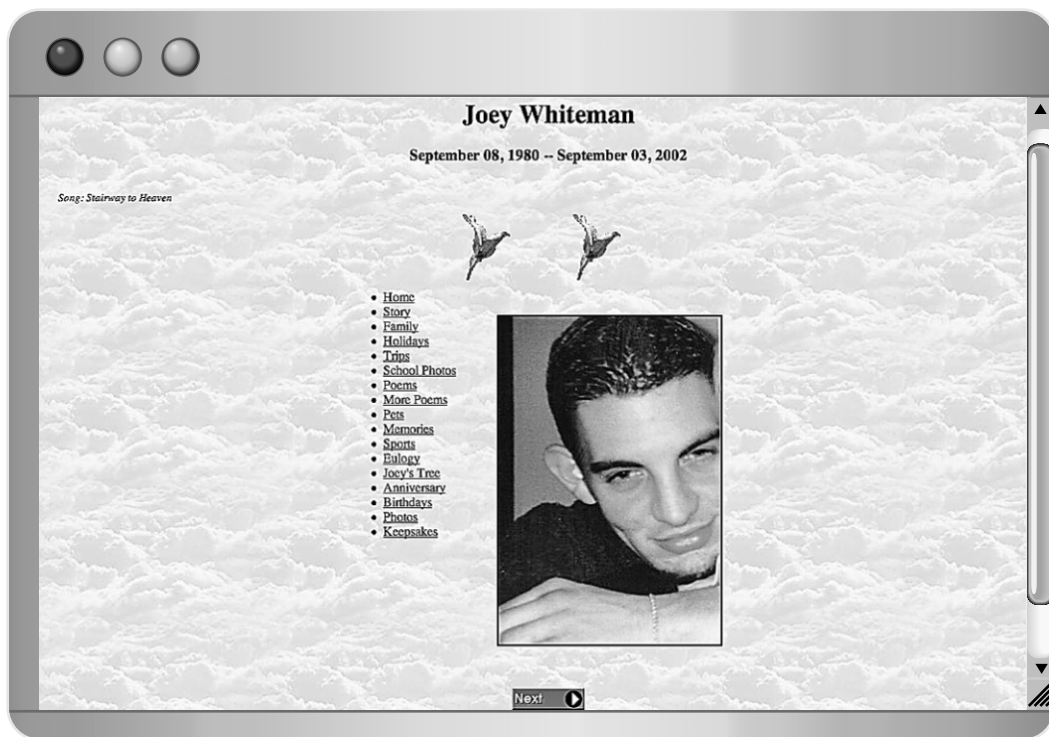 Joey Whiteman
September 08, 1980 -- September 03, 2002
Song: Stairway to Heaven
Home
Story
Family
Holidays
Trips
School Photos
Poems
More Poems
Pets
Memories
Sports
Eulogy
Joey's Tree
Anniversary
Birthdays
Photos
Keepsakes
Next